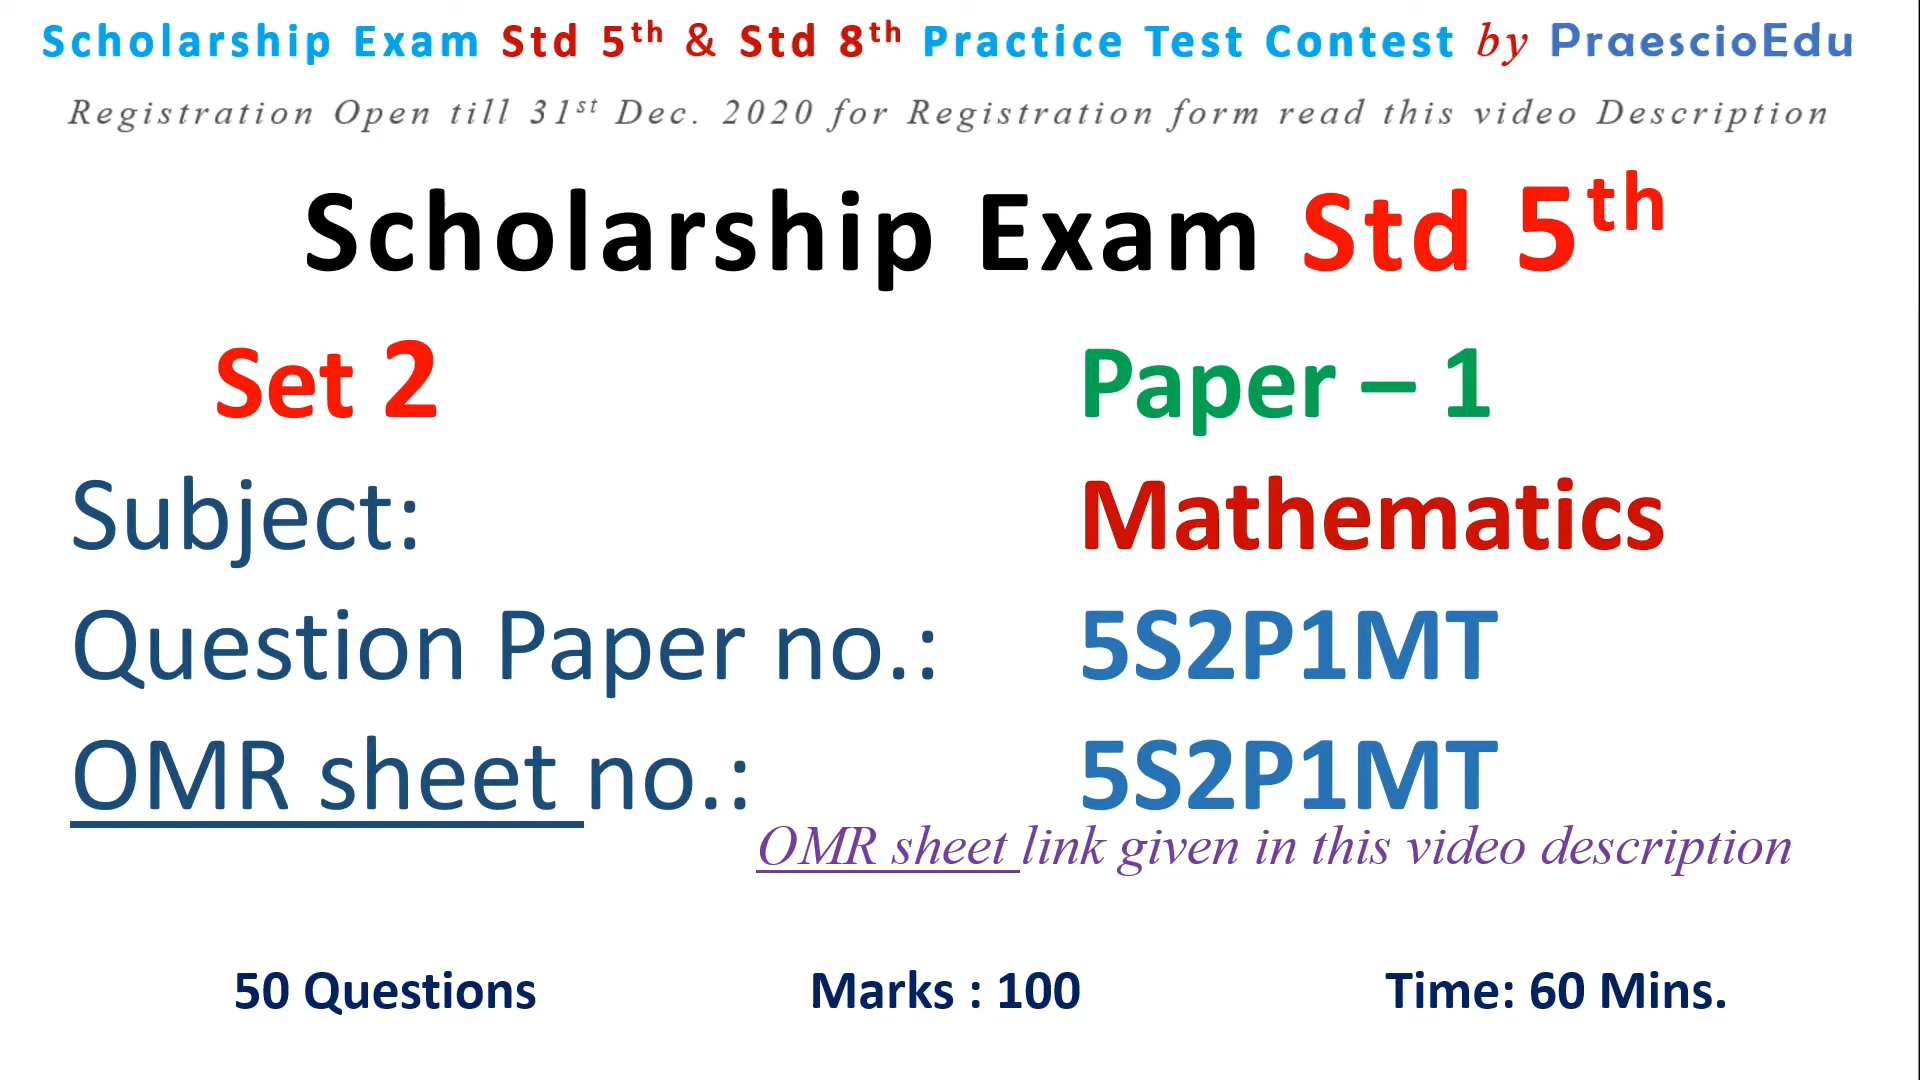 Scholarship Exam Std 5th & Std 8th Practice Test Contest by PraescioEdu
Registration Open till 31st Dec. 2020 for Registration form read this video Description
Scholarship Exam Std 5th
Set 2 Paper – 1
Subject: Mathematics
Question Paper no.: 5S2P1MT
OMR sheet no.: 5S2P1MT
OMR sheet link given in this video description
50 Questions Marks : 100 Time: 60 Mins.